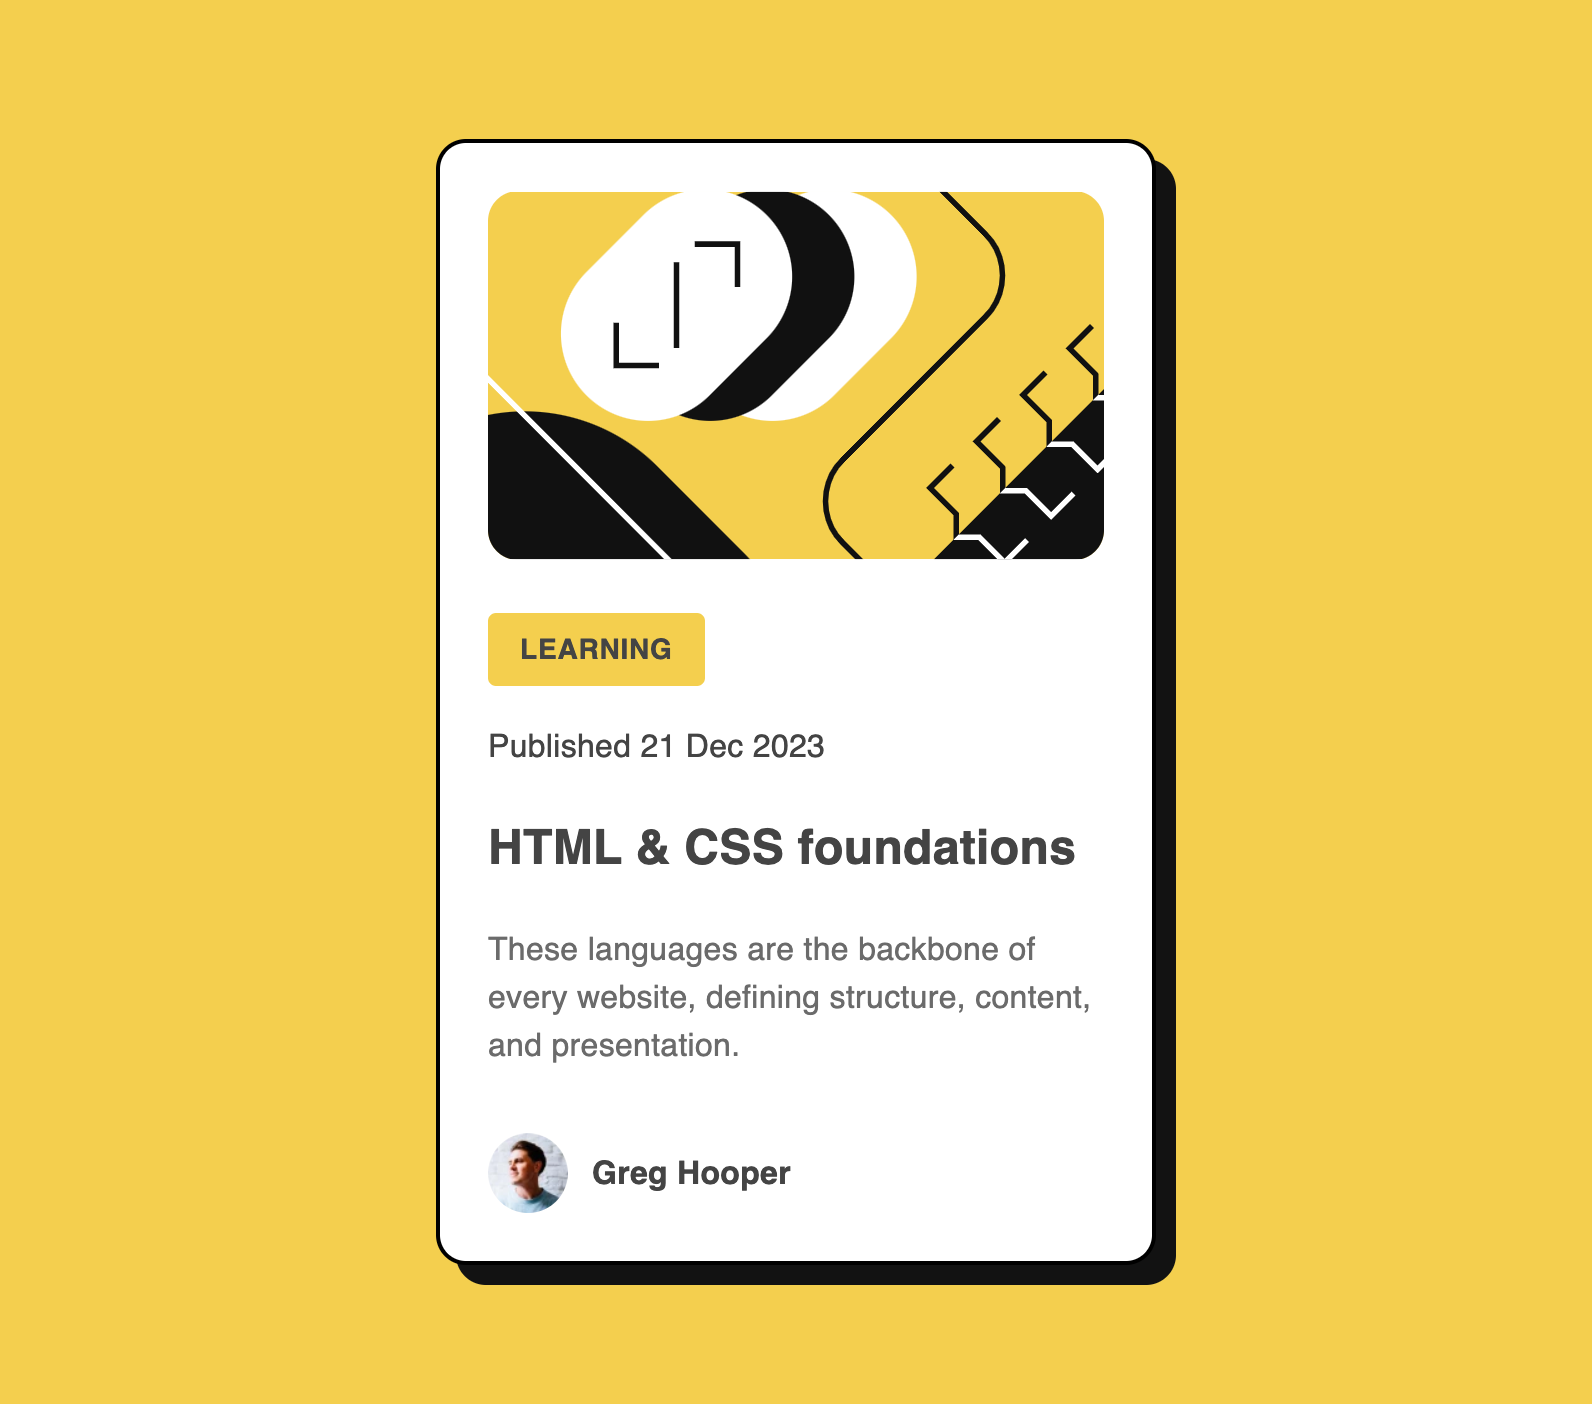 LEARNING
Published 21 Dec 2023
HTML & CSS foundations
These languages are the backbone of
every website, defining structure, content,
and presentation.
Greg Hooper